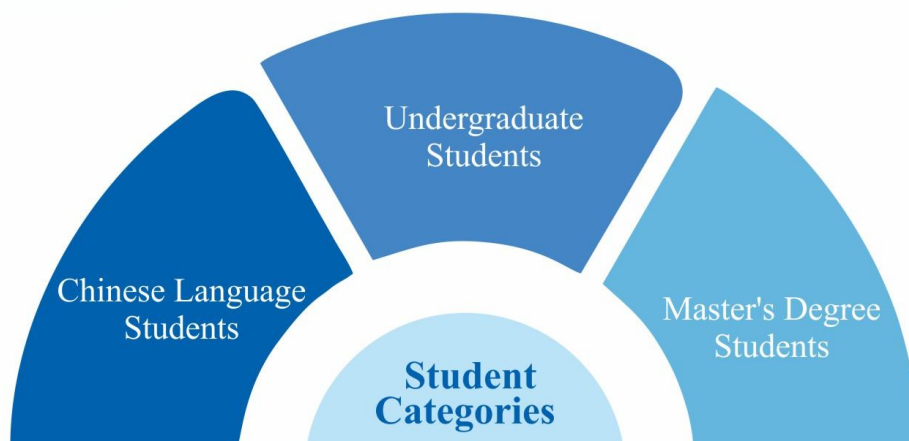 Undergraduate
Students
Chinese Language
Students
Master's Degree
Students
Student
Categories